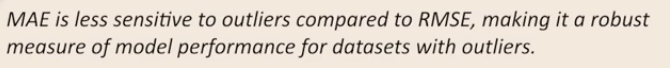 MAE is less sensitive to outliers compared to RMSE, making it a robust
measure of model performance for datasets with outliers.